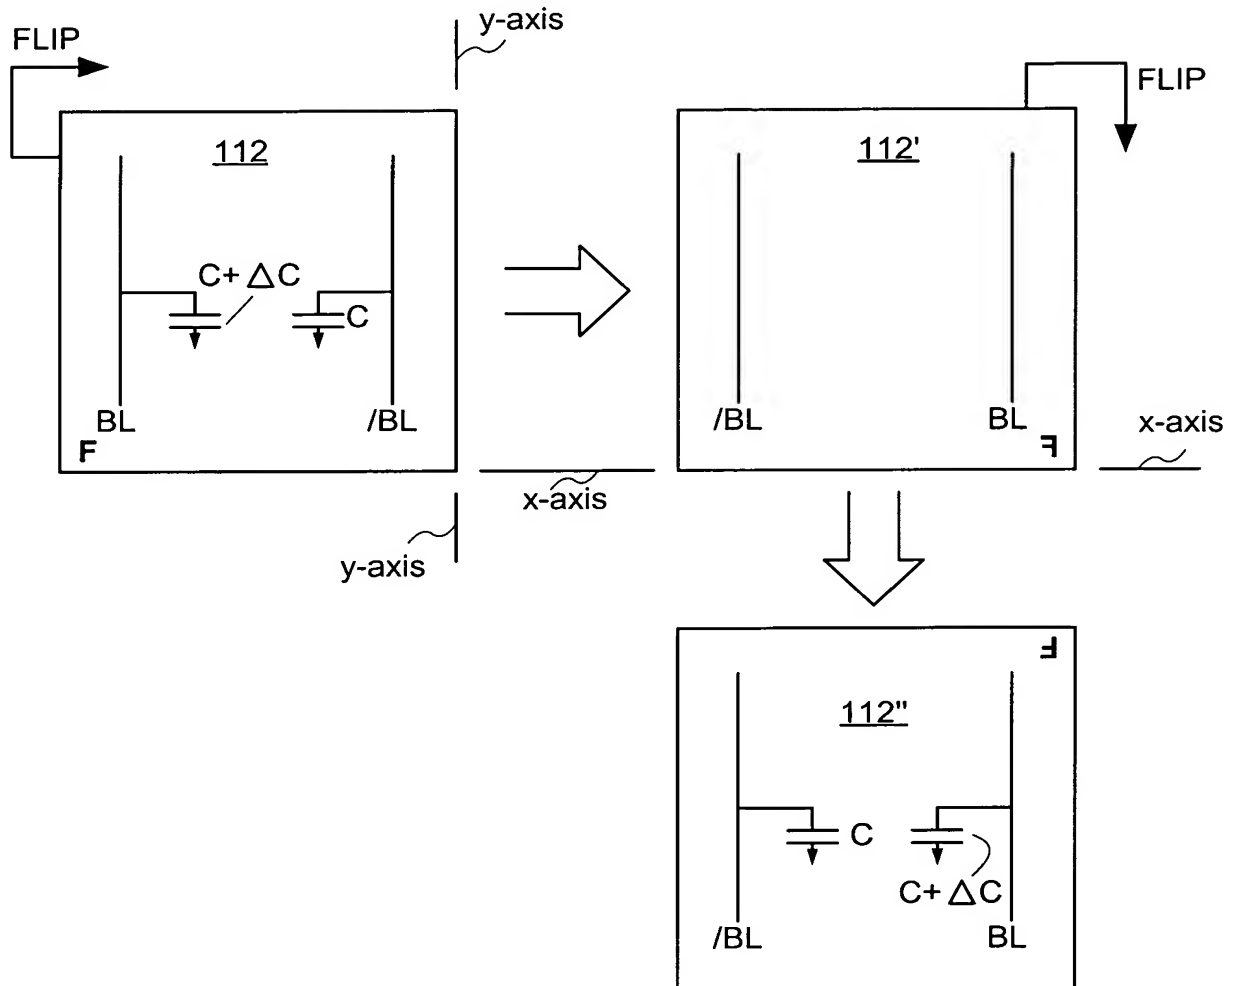 y-axis
FLIP
FLIP
112
112'
C+ΔC
C
BL
/BL
/BL
BL
F
F
x-axis
x-axis
y-axis
F
112"
C
C+ΔC
/BL
BL